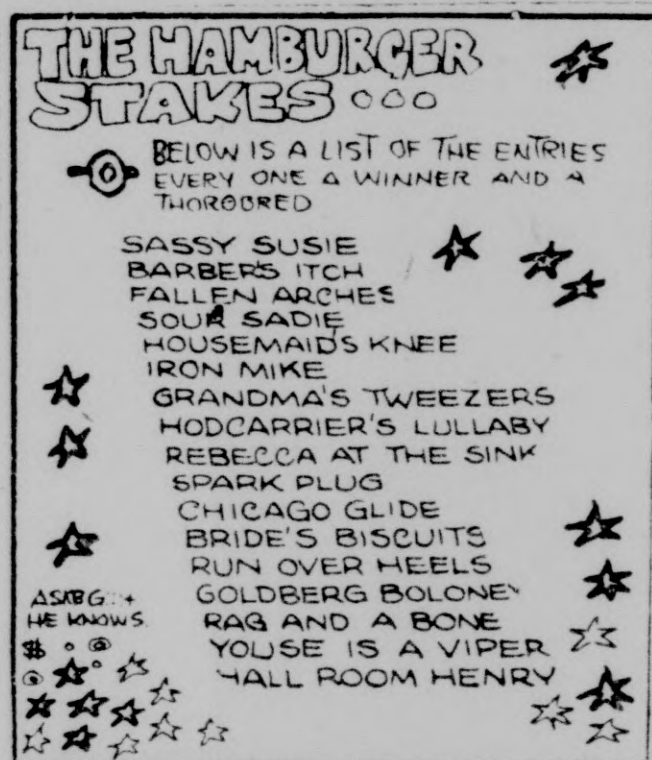 THE HAMBURGER
STAKES...
BELOW IS A LIST OF THE ENTRIES
EVERY ONE A WINNER AND A
THOROBRED
SASSY SUSIE
BARBER'S ITCH
FALLEN ARCHES
SOUR SADIE
HOUSEMAIDS KNEE
IRON MIKE
GRANDMA'S TWEEZERS
HODCARRIER'S LULLABY
REBECCA AT THE SINK
SPARK PLUG
CHICAGO GLIDE
BRIDE'S BISCUITS
RUN OVER HEELS
GOLDBERG BOLONEY
RAG AND A BONE
YOUSE IS A VIPER
HALL ROOM HENRY
HE KNOWS
$